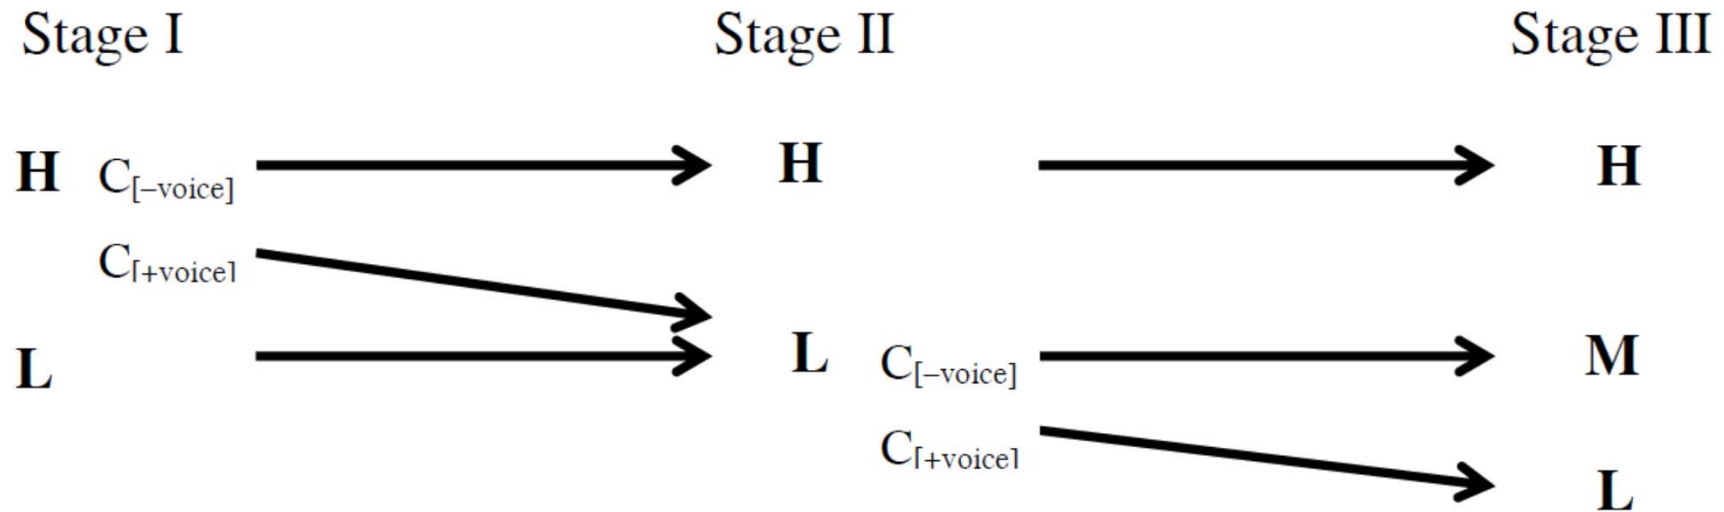 Stage I Stage II Stage III
H C[−voice] H H
C[+voice]
L L C[−voice] M
C[+voice]
L